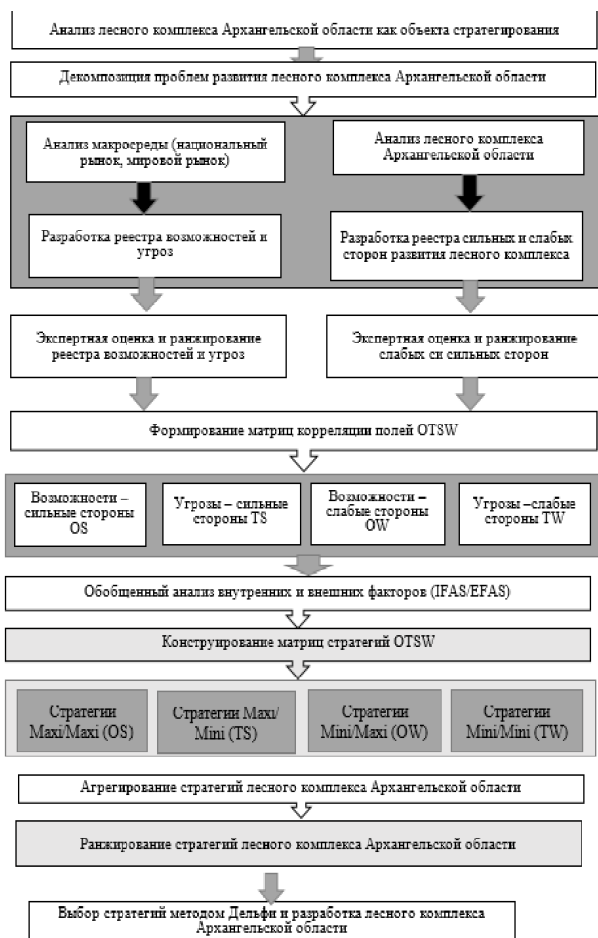 Анализ лесного комплекса Архангельской области как объекта стратегирования
Декомпозиция проблем развития лесного комплекса Архангельской области
Анализ макросреды (национальный
рынок, мировой рынок)
Анализ лесного комплекса
Архангельской области
Разработка реестра возможностей и
угроз
Разработка реестра сильных и слабых
сторон развития лесного комплекса
Экспертная оценка и ранжирование
реестра возможностей и угроз
Экспертная оценка и ранжирование
слабых си сильных сторон
Формирование матриц корреляции полей OTSW
Возможности –
сильные стороны
OS
Угрозы – сильные
стороны TS
Возможности –
слабые стороны
OW
Угрозы –слабые
стороны TW
Обобщенный анализ внутренних и внешних факторов (IFAS/EFAS)
Конструирование матриц стратегий OTSW
Стратегии
Maxi/Maxi (OS)
Стратегии Maxi/
Mini (TS)
Стратегии
Mini/Maxi (OW)
Стратегии
Mini/Mini (TW)
Агрегирование стратегий лесного комплекса Архангельской области
Ранжирование стратегий лесного комплекса Архангельской области
Выбор стратегий методом Дельфи и разработка лесного комплекса
Архангельской области